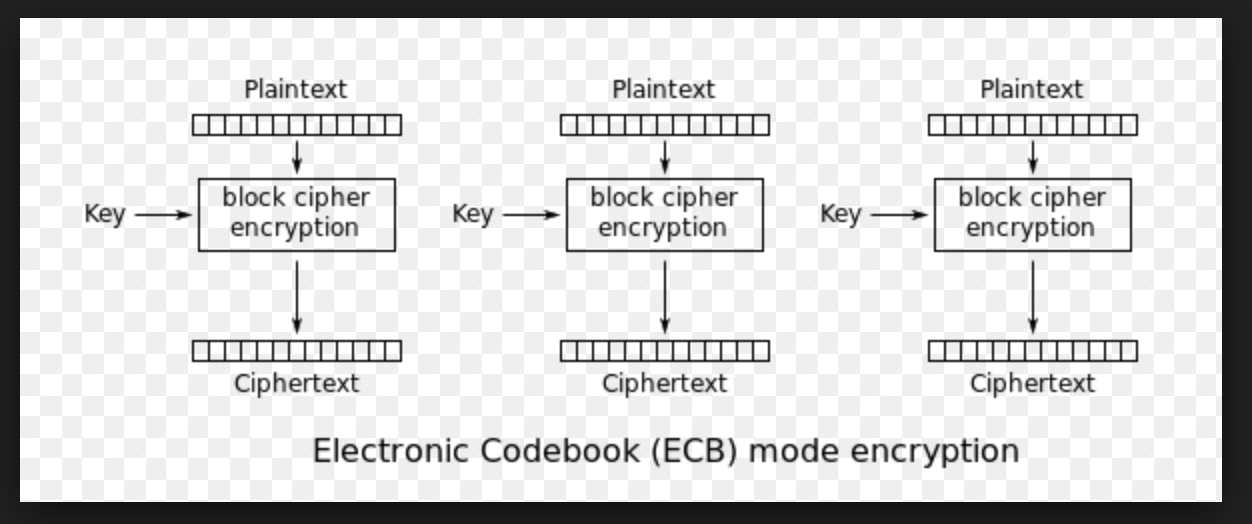 Plaintext
Plaintext
Plaintext
Key
block cipher
encryption
Key
block cipher
encryption
Key
block cipher
encryption
Ciphertext
Ciphertext
Ciphertext
Electronic Codebook (ECB) mode encryption